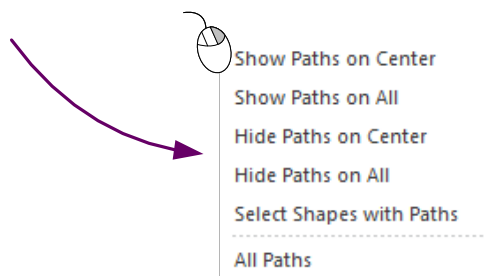 Show Paths on Center
Show Paths on All
Hide Paths on Center
Hide Paths on All
Select Shapes with Paths
All Paths